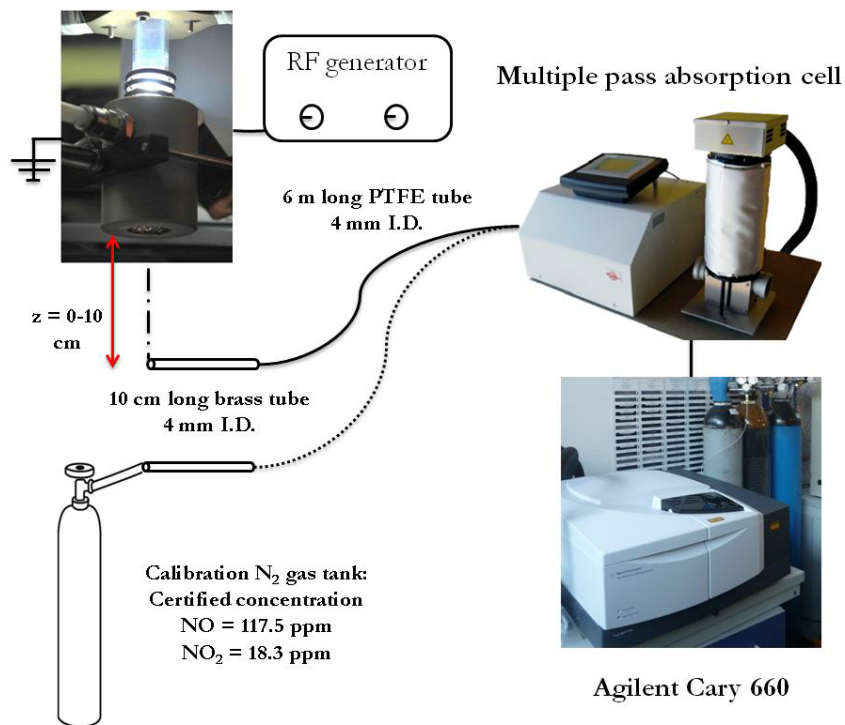 RF generator
Multiple pass absorption cell
6 m long PTFE tube
4 mm I.D.
z = 0-10
cm
10 cm long brass tube
4 mm I.D.
Calibration N₂ gas tank:
Certified concentration
NO = 117.5 ppm
NO₂ = 18.3 ppm
Agilent Cary 660